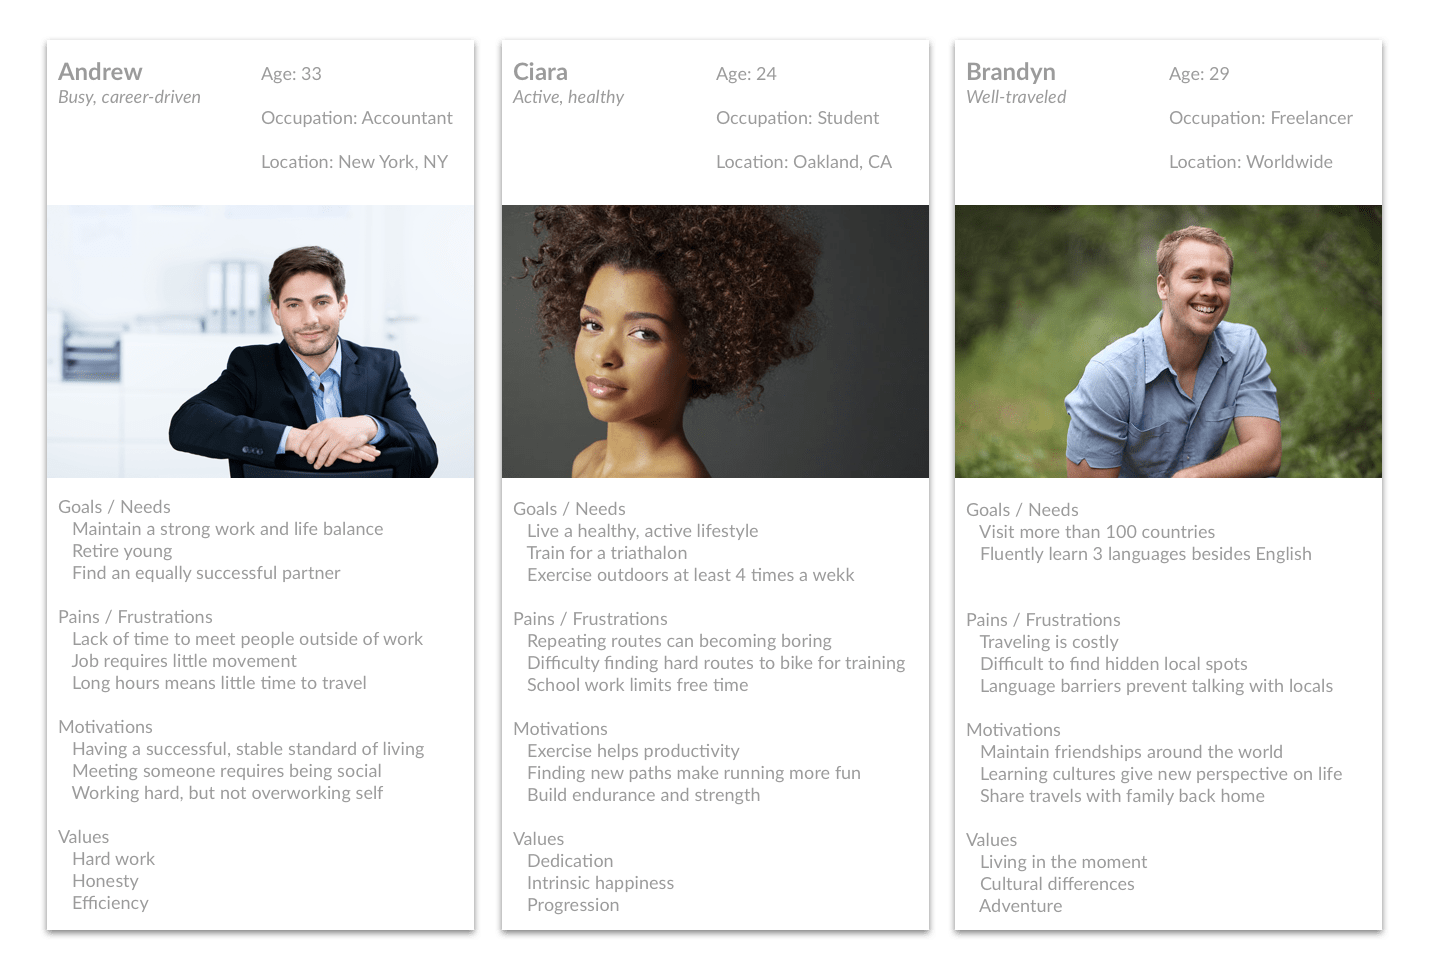 Andrew
Busy, career-driven
Age: 33
Occupation: Accountant
Location: New York, NY
Goals / Needs
Maintain a strong work and life balance
Retire young
Find an equally successful partner
Pains / Frustrations
Lack of time to meet people outside of work
Job requires little movement
Long hours means little time to travel
Motivations
Having a successful, stable standard of living
Meeting someone requires being social
Working hard, but not overworking self
Values
Hard work
Honesty
Efficiency
Ciara
Active, healthy
Age: 24
Occupation: Student
Location: Oakland, CA
Goals / Needs
Live a healthy, active lifestyle
Train for a triathalon
Exercise outdoors at least 4 times a wekk
Pains / Frustrations
Repeating routes can becoming boring
Difficulty finding hard routes to bike for training
School work limits free time
Motivations
Exercise helps productivity
Finding new paths make running more fun
Build endurance and strength
Values
Dedication
Intrinsic happiness
Progression
Brandyn
Well-traveled
Age: 29
Occupation: Freelancer
Location: Worldwide
Goals / Needs
Visit more than 100 countries
Fluently learn 3 languages besides English
Pains / Frustrations
Traveling is costly
Difficult to find hidden local spots
Language barriers prevent talking with locals
Motivations
Maintain friendships around the world
Learning cultures give new perspective on life
Share travels with family back home
Values
Living in the moment
Cultural differences
Adventure